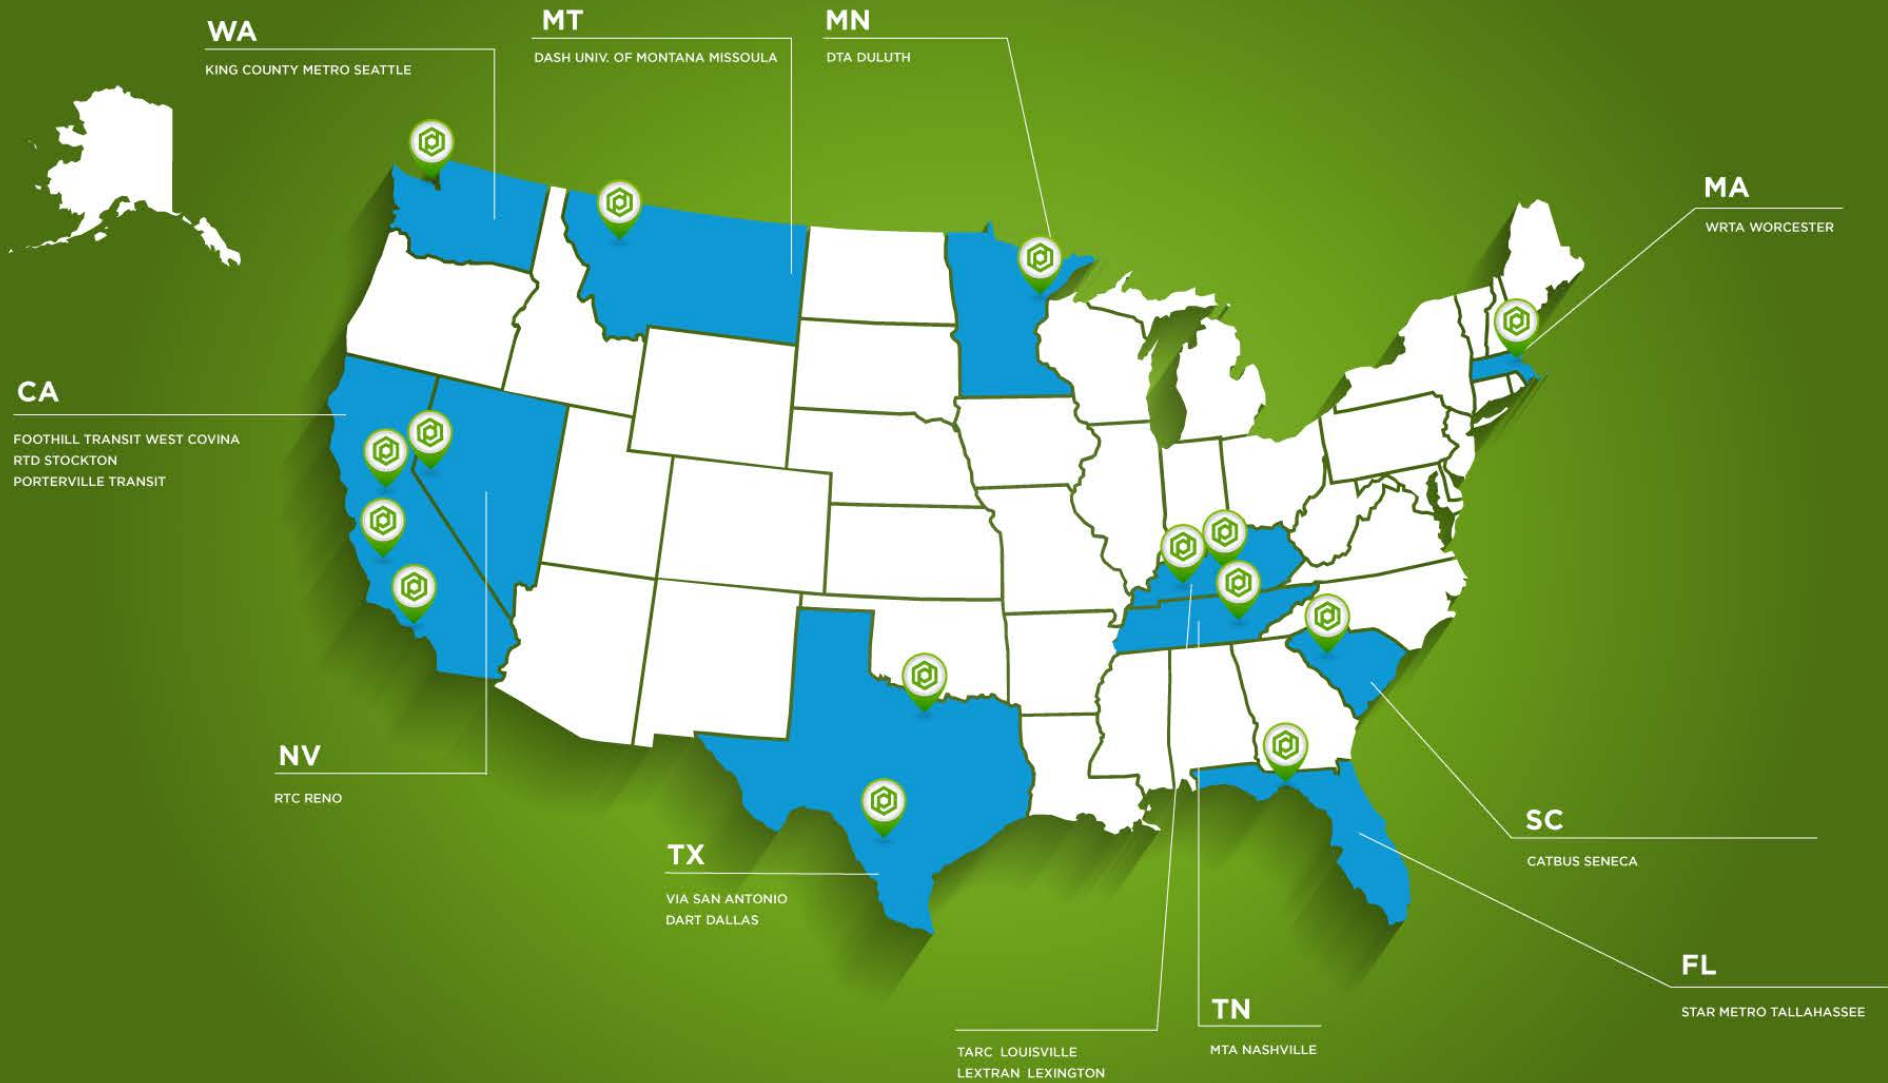 WA
KING COUNTY METRO SEATTLE
MT
DASH UNIV. OF MONTANA MISSOULA
MN
DTA DULUTH
MA
WRTA WORCESTER
CA
FOOTHILL TRANSIT WEST COVINA
RTD STOCKTON
PORTERVILLE TRANSIT
NV
RTC RENO
TX
VIA SAN ANTONIO
DART DALLAS
TARC LOUISVILLE
LEXTRAN LEXINGTON
TN
MTA NASHVILLE
SC
CATBUS SENECA
FL
STAR METRO TALLAHASSEE